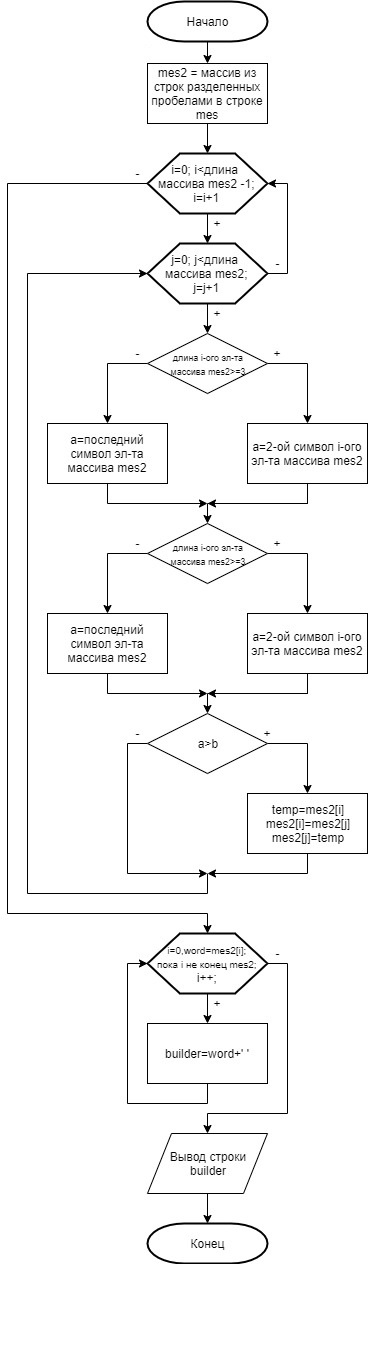 Начало
mes2 = массив из
строк разделенных
пробелами в строке
mes
-
i=0; i<длина
массива mes2 -1;
i=i+1
+
j=0; j<длина
массива mes2;
j=j+1
-
+
-
длина i-ого эл-та
массива mes2>=3
+
a=последний
символ эл-та
массива mes2
a=2-ой символ i-ого
эл-та массива mes2
-
длина i-ого эл-та
массива mes2>=3
+
a=последний
символ эл-та
массива mes2
a=2-ой символ i-ого
эл-та массива mes2
-
a>b
+
temp=mes2[i]
mes2[i]=mes2[j]
mes2[j]=temp
i=0,word=mes2[i];
пока i не конец mes2;
i++;
-
+
builder=word+' '
Вывод строки
builder
Конец